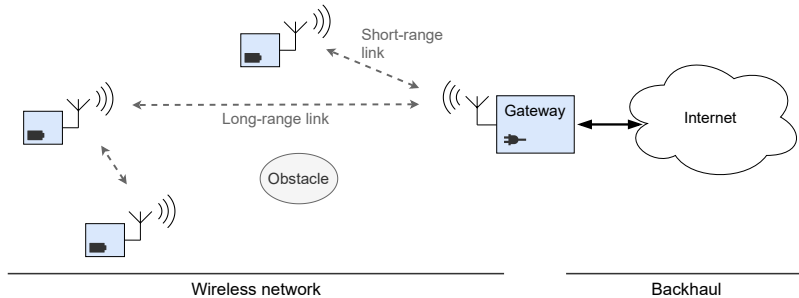 Short-range
link
Gateway
Internet
Long-range link
Obstacle
Wireless network
Backhaul